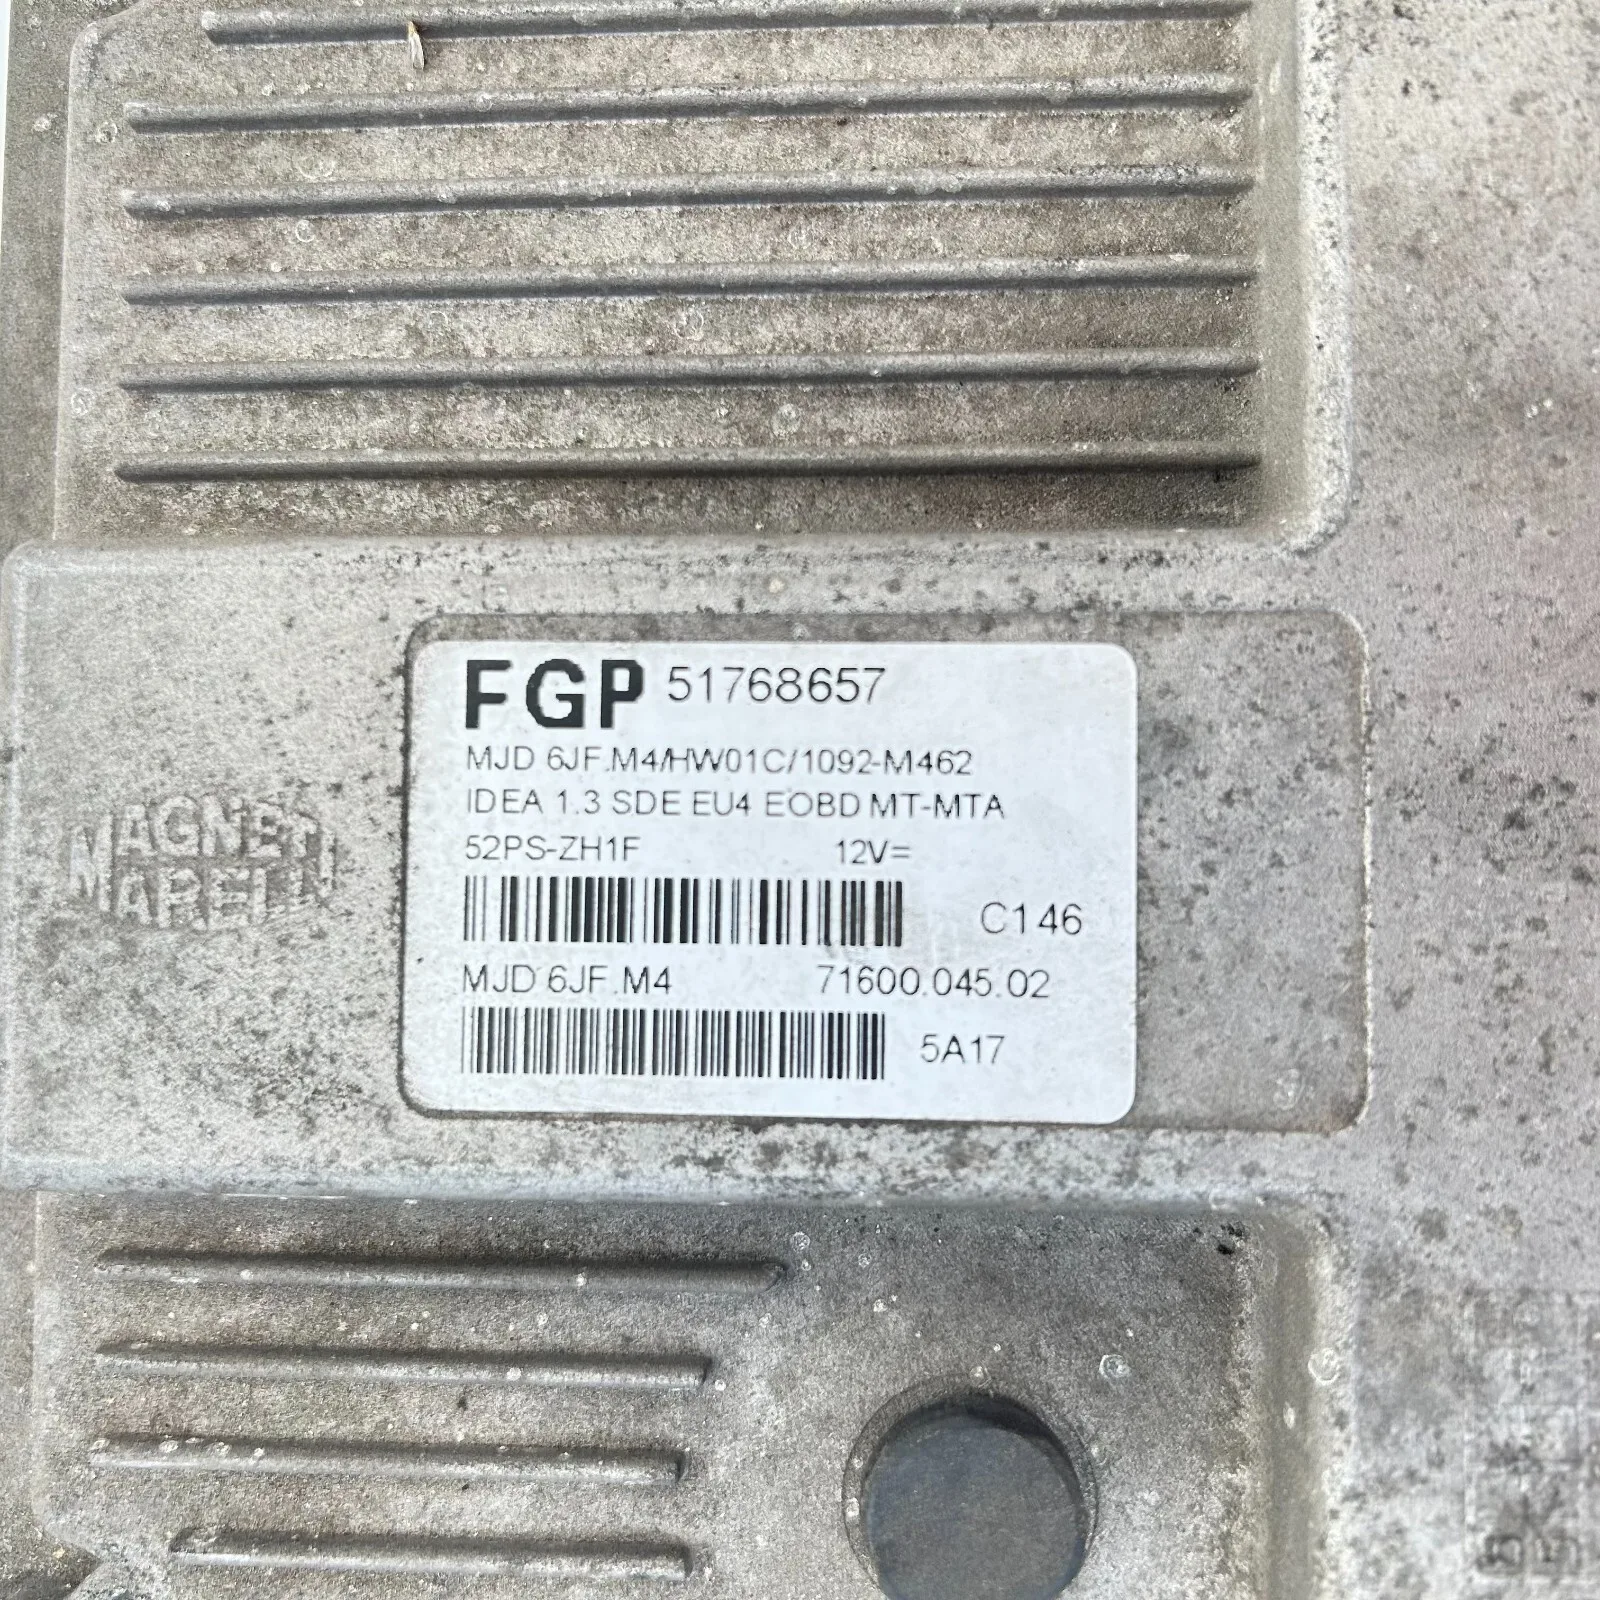 FGP 51768657
MJD 6JF.M4/HW01C/1092-M462
IDEA 1.3 SDE EU4 EOBD MT-MTA
52PS-ZH1F 12V=
C146
MAGNETI
MARELLI
MJD 6JF.M4 71600.045.02
5A17